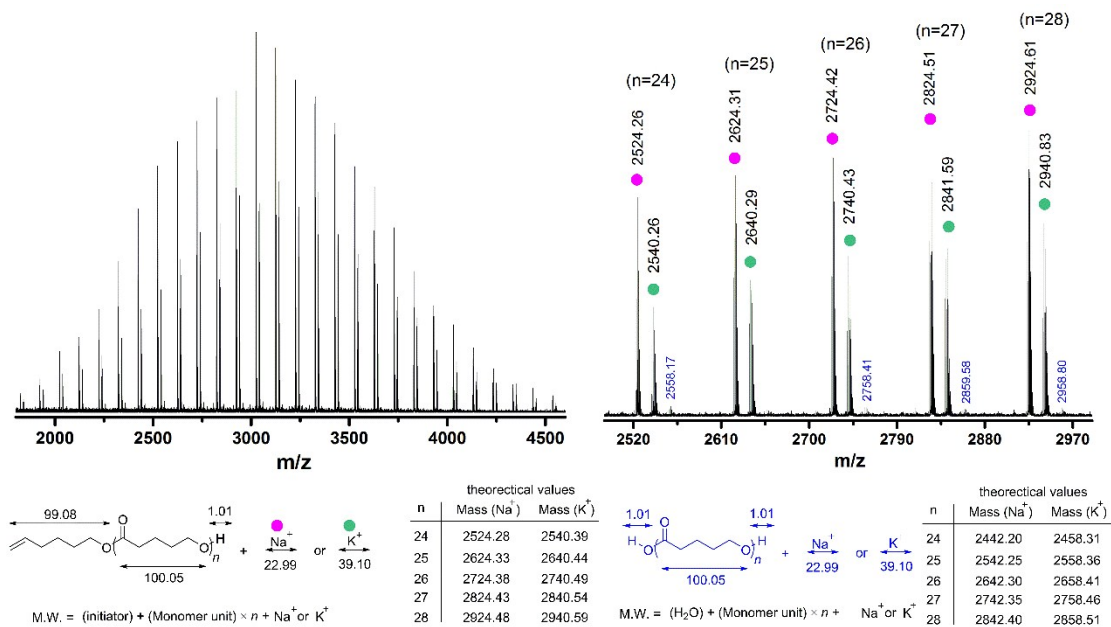 2000
2500
3000
3500
4000
4500
m/z
(n=24)
(n=25)
(n=26)
(n=27)
(n=28)
2524.26
2540.26
2558.17
2624.31
2640.29
2724.42
2740.43
2758.41
2824.51
2841.59
2859.58
2924.61
2940.83
2958.80
2520
2610
2700
2790
2880
2970
m/z
99.08
O
1.01
O
O
H
n
100.05
+
Na+
22.99
or
K+
39.10
M.W. = (initiator) + (Monomer unit) × n + Na+ or K+
theorectical values
n Mass (Na+) Mass (K+)
24 2524.28 2540.39
25 2624.33 2640.44
26 2724.38 2740.49
27 2824.43 2840.54
28 2924.48 2940.59
1.01
O
1.01
H
O
O
H
n
100.05
+
Na+
22.99
or
K
39.10
M.W. = (H2O) + (Monomer unit) × n + Na+ or K+
theorectical values
n Mass (Na+) Mass (K+)
24 2442.20 2458.31
25 2542.25 2558.36
26 2642.30 2658.41
27 2742.35 2758.46
28 2842.40 2858.51